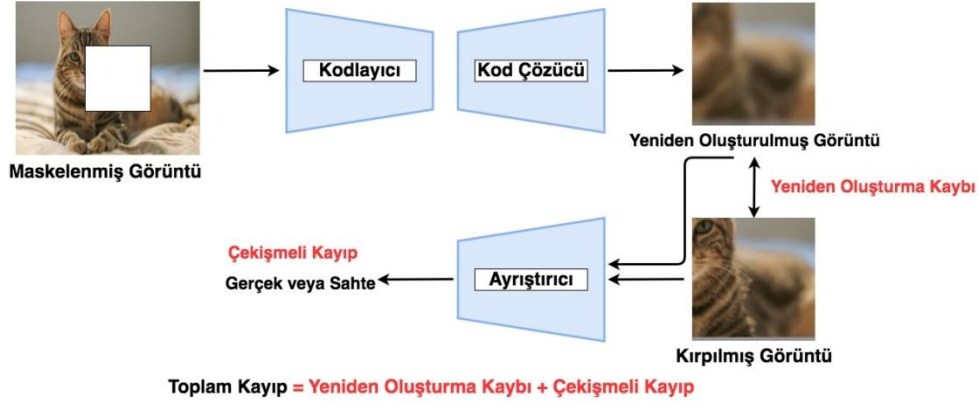 Kodlayıcı
Kod Çözücü
Maskelenmiş Görüntü
Yeniden Oluşturulmuş Görüntü
Yeniden Oluşturma Kaybı
Çekişmeli Kayıp
Gerçek veya Sahte
Ayrıştırıcı
Kırpılmış Görüntü
Toplam Kayıp = Yeniden Oluşturma Kaybı + Çekişmeli Kayıp